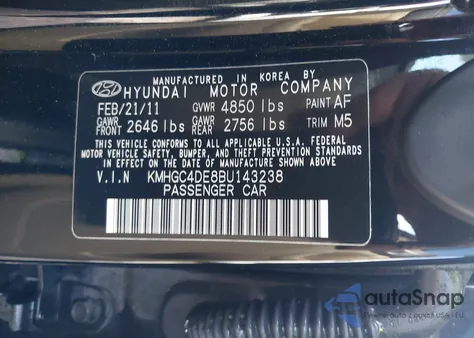 MANUFACTURED IN KOREA BY
HYUNDAI MOTOR COMPANY
FEB/21/11 GVWR 4850 lbs PAINT AF
GAWR FRONT 2646 lbs GAWR REAR 2756 lbs TRIM M5
THIS VEHICLE CONFORMS TO ALL APPLICABLE U.S.A. FEDERAL
MOTOR VEHICLE SAFETY, BUMPER, AND THEFT PREVENTION STANDARDS
IN EFFECT ON THE DATE OF MANUFACTURE SHOWN ABOVE
V.I.N KMHGC4DE8BU143238
PASSENGER CAR
autoSnap